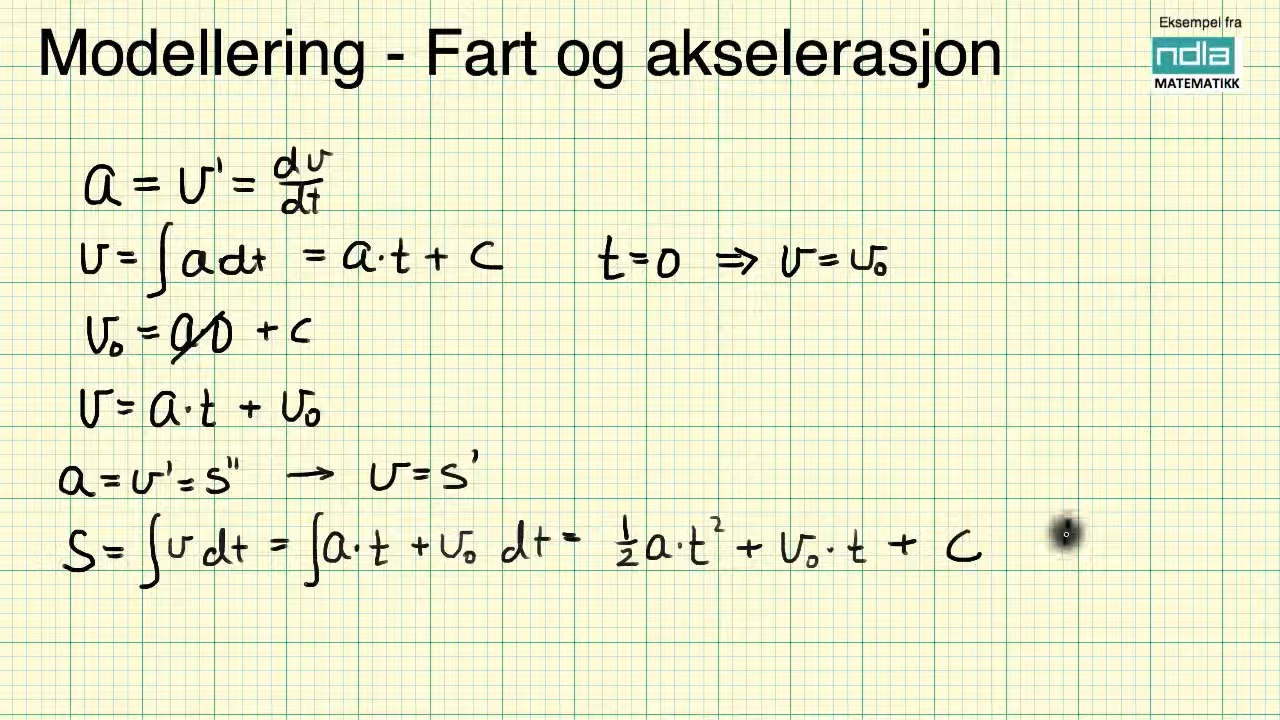 Modellering - Fart og akselerasjon
Eksempel fra
ndla
MATEMATIKK
a = v' = dv/dt
v = ∫ a dt = a·t + C t=0 ⇒ v = v₀
v₀ = a·0 + c
v = a·t + v₀
a = v' = s'' → v = s'
S = ∫ v dt = ∫ a·t + v₀ dt = ½ a·t² + v₀·t + C